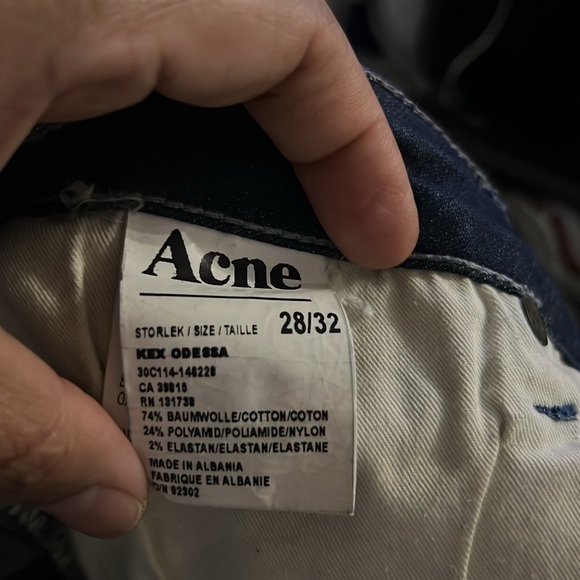 Acne
STORLEK / SIZE / TAILLE 28/32
KEX ODESSA
30C114-146228
CA 39815
RN 131738
74% BAUMWOLLE/COTTON/COTON
24% POLYAMID/POLIAMIDE/NYLON
2% ELASTAN/ELASTAN/ELASTANE
MADE IN ALBANIA
FABRIQUE EN ALBANIE
O/N 82302